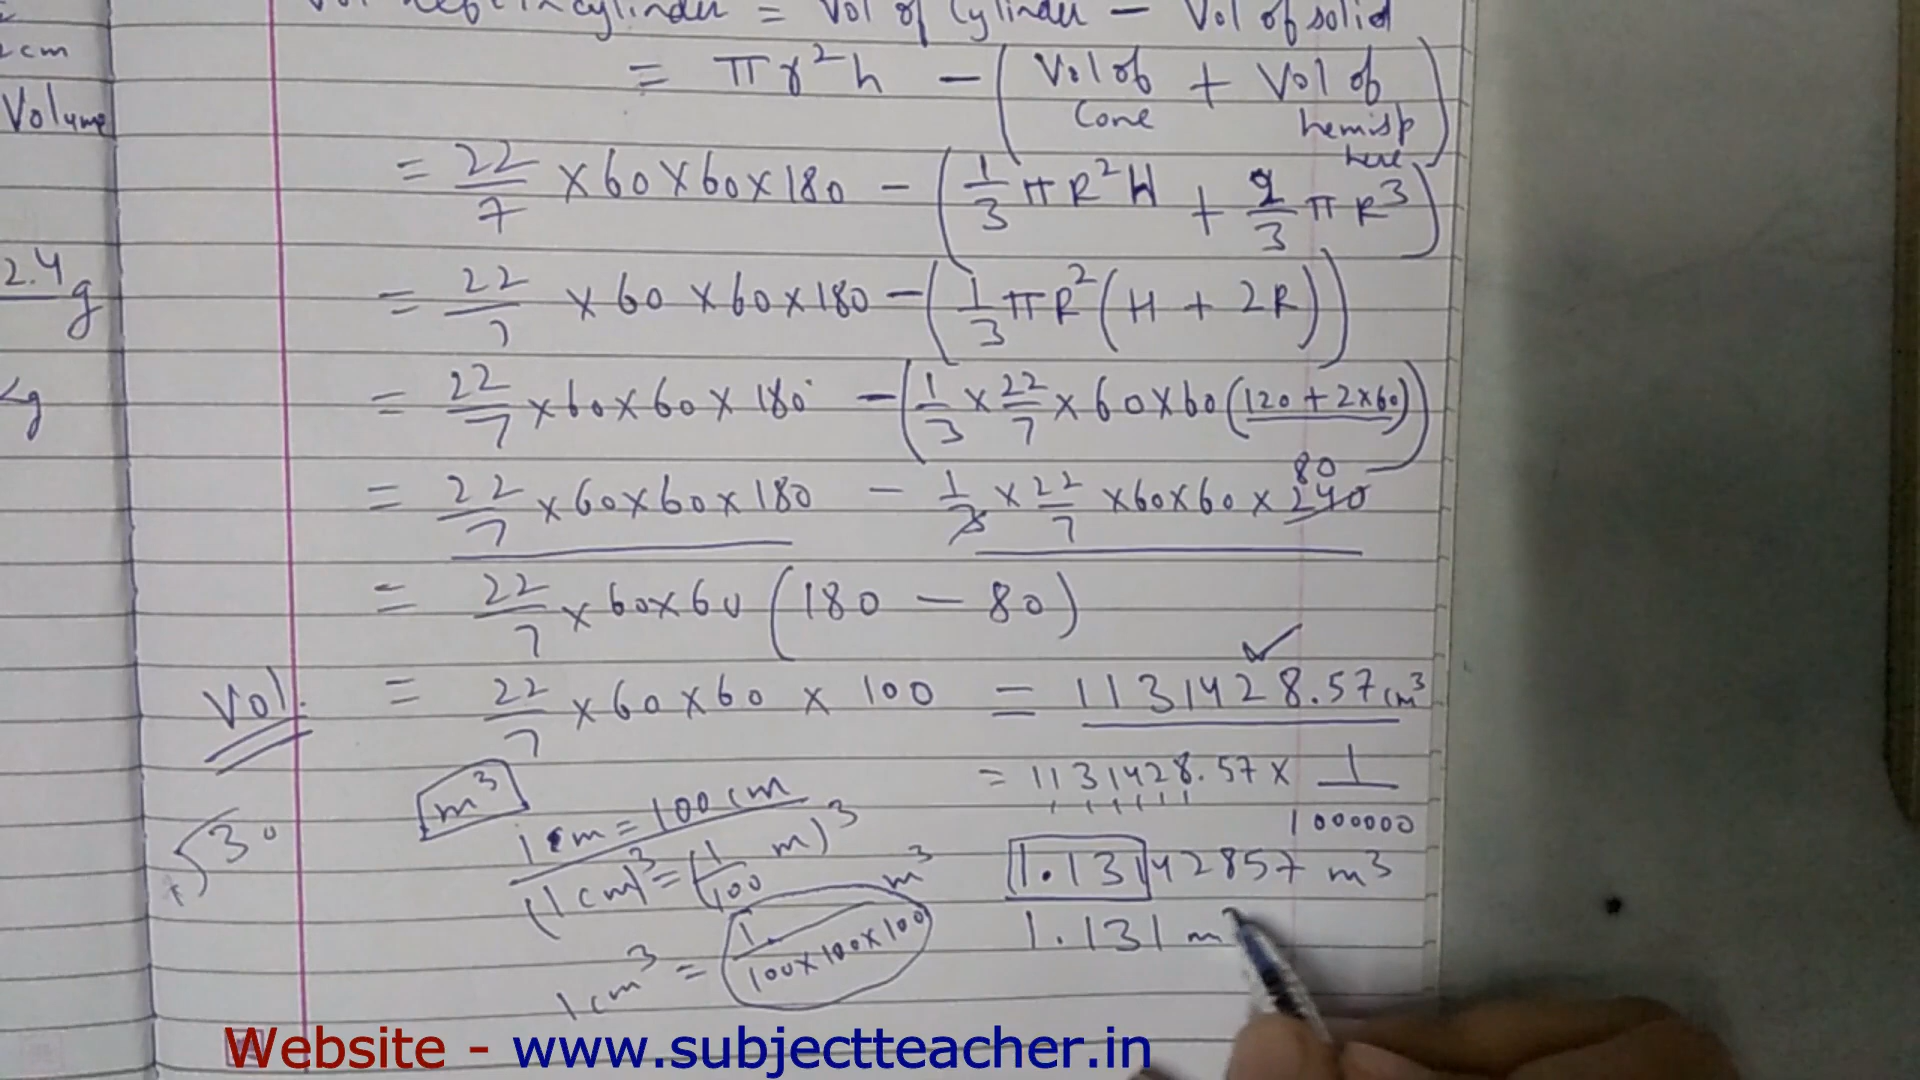 cm
Volume
2.4 g
cylinder = Vol of Cylinder - Vol of solid
= πr²h - (Vol of Cone + Vol of hemisphere)
= 22/7 × 60 × 60 × 180 - (1/3 πR²H + 2/3 πR³)
= 22/7 × 60 × 60 × 180 - (1/3 πR² (H + 2R))
= 22/7 × 60 × 60 × 180 - (1/3 × 22/7 × 60 × 60 (120 + 2×60))
= 22/7 × 60 × 60 × 180 - 1/3 × 22/7 × 60 × 60 × 240 80
= 22/7 × 60 × 60 (180 - 80)
Vol. = 22/7 × 60 × 60 × 100 = 1131428.57 cm³
= 1131428.57 × 1/1000000
m³
1 m = 100 cm
(1 cm)³ = (1/100 m)³
1 cm³ = 1/(100×100×100) m³
1.13142857 m³
1.131 m
Website - www.subjectteacher.in